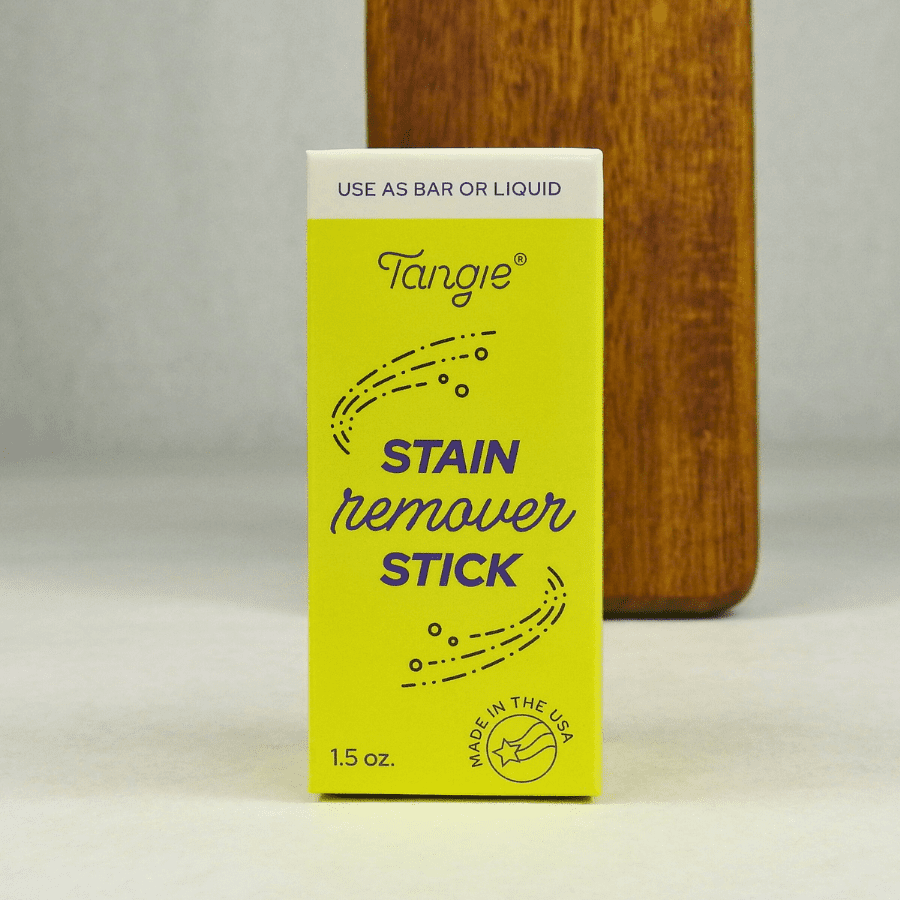 USE AS BAR OR LIQUID
Tangie®
STAIN
remover
STICK
MADE IN THE USA
1.5 oz.